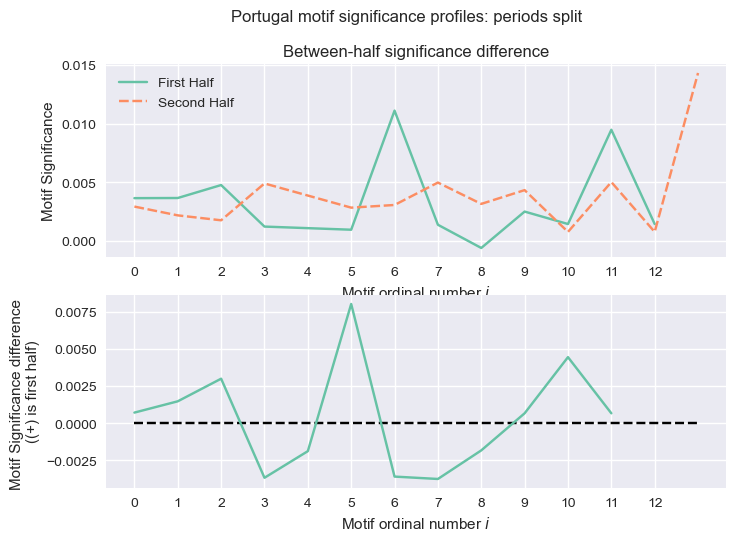 Portugal motif significance profiles: periods split
Between-half significance difference
Motif Significance
0.015
0.010
0.005
0.000
First Half
Second Half
0 1 2 3 4 5 6 7 8 9 10 11 12
Motif ordinal number i
Motif Significance difference
((+) is first half)
0.0075
0.0050
0.0025
0.0000
−0.0025
0 1 2 3 4 5 6 7 8 9 10 11 12
Motif ordinal number i